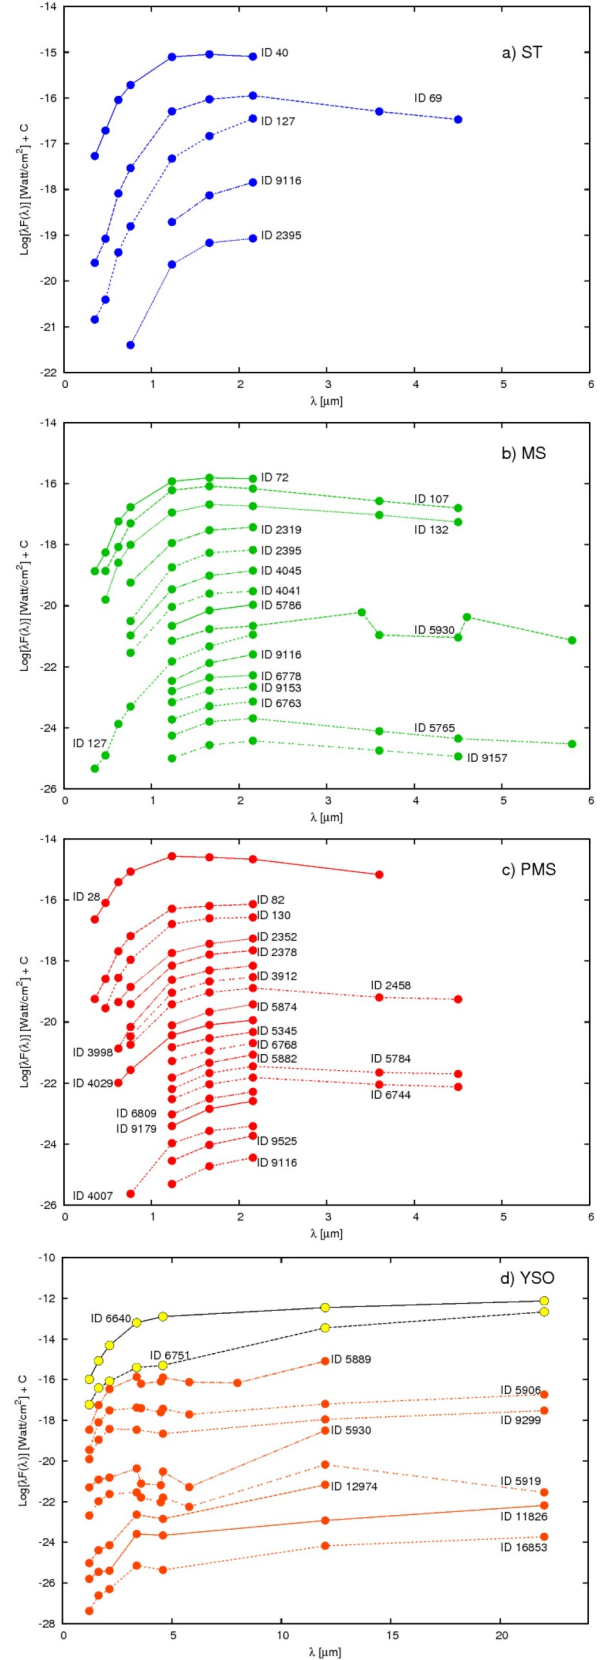 -14
-15
-16
-17
-18
-19
-20
-21
-22
Log[λF(λ)] [Watt/cm²] + C
a) ST
ID 40
ID 69
ID 127
ID 9116
ID 2395
0 1 2 3 4 5 6
λ [μm]
-14
-16
-18
-20
-22
-24
-26
Log[λF(λ)] [Watt/cm²] + C
b) MS
ID 72
ID 107
ID 132
ID 2319
ID 2395
ID 4045
ID 4041
ID 5786
ID 5930
ID 9116
ID 6778
ID 9153
ID 6763
ID 5765
ID 127
ID 9157
0 1 2 3 4 5 6
λ [μm]
-14
-16
-18
-20
-22
-24
-26
Log[λF(λ)] [Watt/cm²] + C
c) PMS
ID 28
ID 82
ID 130
ID 2352
ID 2378
ID 3912
ID 2458
ID 5874
ID 5345
ID 3998
ID 6768
ID 5882
ID 5784
ID 4029
ID 6744
ID 6809
ID 9179
ID 9525
ID 9116
ID 4007
0 1 2 3 4 5 6
λ [μm]
-10
-12
-14
-16
-18
-20
-22
-24
-26
-28
Log[λF(λ)] [Watt/cm²] + C
d) YSO
ID 6640
ID 6751
ID 5889
ID 5906
ID 9299
ID 5930
ID 5919
ID 12974
ID 11826
ID 16853
0 5 10 15 20
λ [μm]